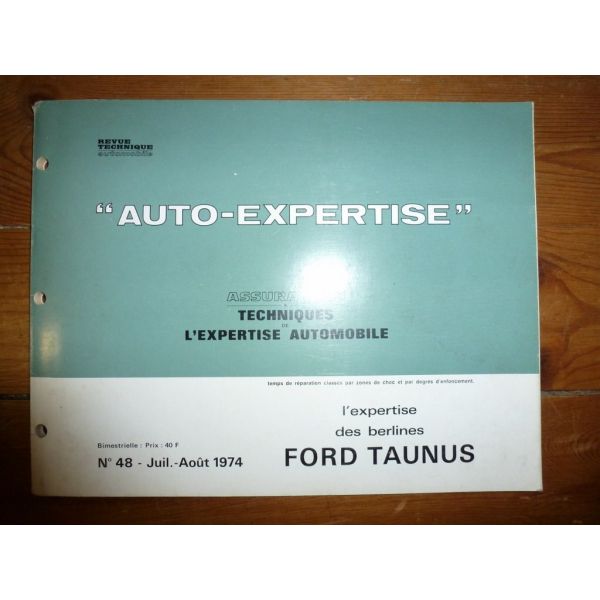 REVUE
TECHNIQUE
automobile
"AUTO-EXPERTISE"
TECHNIQUES
DE
L'EXPERTISE AUTOMOBILE
temps de réparation classés par zones de choc et par degrés d'enfoncement.
l'expertise
des berlines
FORD TAUNUS
Bimestrielle : Prix : 40 F
N° 48 - Juil.-Août 1974